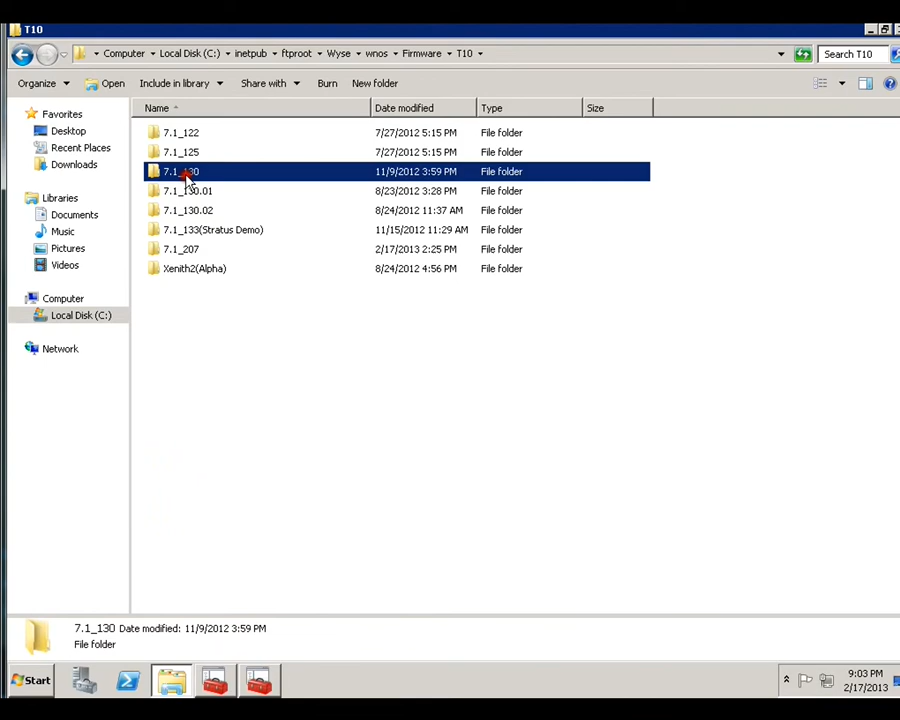 T10
Computer Local Disk (C:) inetpub ftproot Wyse wnos Firmware T10
Search T10
Organize Open Include in library Share with Burn New folder
Name Date modified Type Size
Favorites
Desktop
Recent Places
Downloads
Libraries
Documents
Music
Pictures
Videos
Computer
Local Disk (C:)
Network
7.1_122 7/27/2012 5:15 PM File folder
7.1_125 7/27/2012 5:15 PM File folder
7.1_130 11/9/2012 3:59 PM File folder
7.1_130.01 8/23/2012 3:28 PM File folder
7.1_130.02 8/24/2012 11:37 AM File folder
7.1_133(Stratus Demo) 11/15/2012 11:29 AM File folder
7.1_207 2/17/2013 2:25 PM File folder
Xenith2(Alpha) 8/24/2012 4:56 PM File folder
7.1_130 Date modified: 11/9/2012 3:59 PM
File folder
Start
9:03 PM
2/17/2013